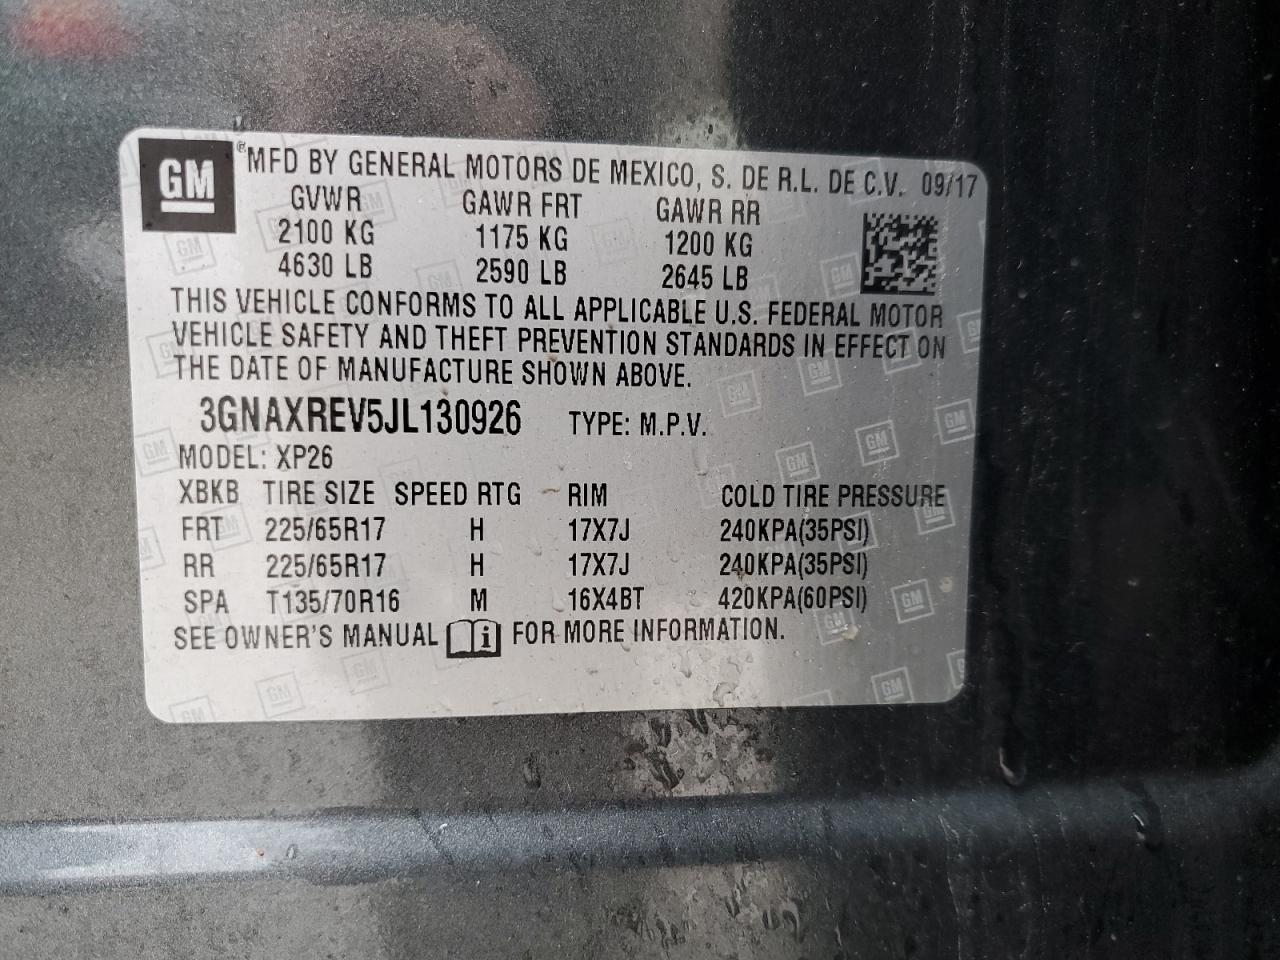 GM ® MFD BY GENERAL MOTORS DE MEXICO, S. DE R.L. DE C.V. 09/17
GVWR GAWR FRT GAWR RR
2100 KG 1175 KG 1200 KG
4630 LB 2590 LB 2645 LB
THIS VEHICLE CONFORMS TO ALL APPLICABLE U.S. FEDERAL MOTOR
VEHICLE SAFETY AND THEFT PREVENTION STANDARDS IN EFFECT ON
THE DATE OF MANUFACTURE SHOWN ABOVE.
3GNAXREV5JL130926 TYPE: M.P.V.
MODEL: XP26
XBKB TIRE SIZE SPEED RTG RIM COLD TIRE PRESSURE
FRT 225/65R17 H 17X7J 240KPA(35PSI)
RR 225/65R17 H 17X7J 240KPA(35PSI)
SPA T135/70R16 M 16X4BT 420KPA(60PSI)
SEE OWNER'S MANUAL i FOR MORE INFORMATION.